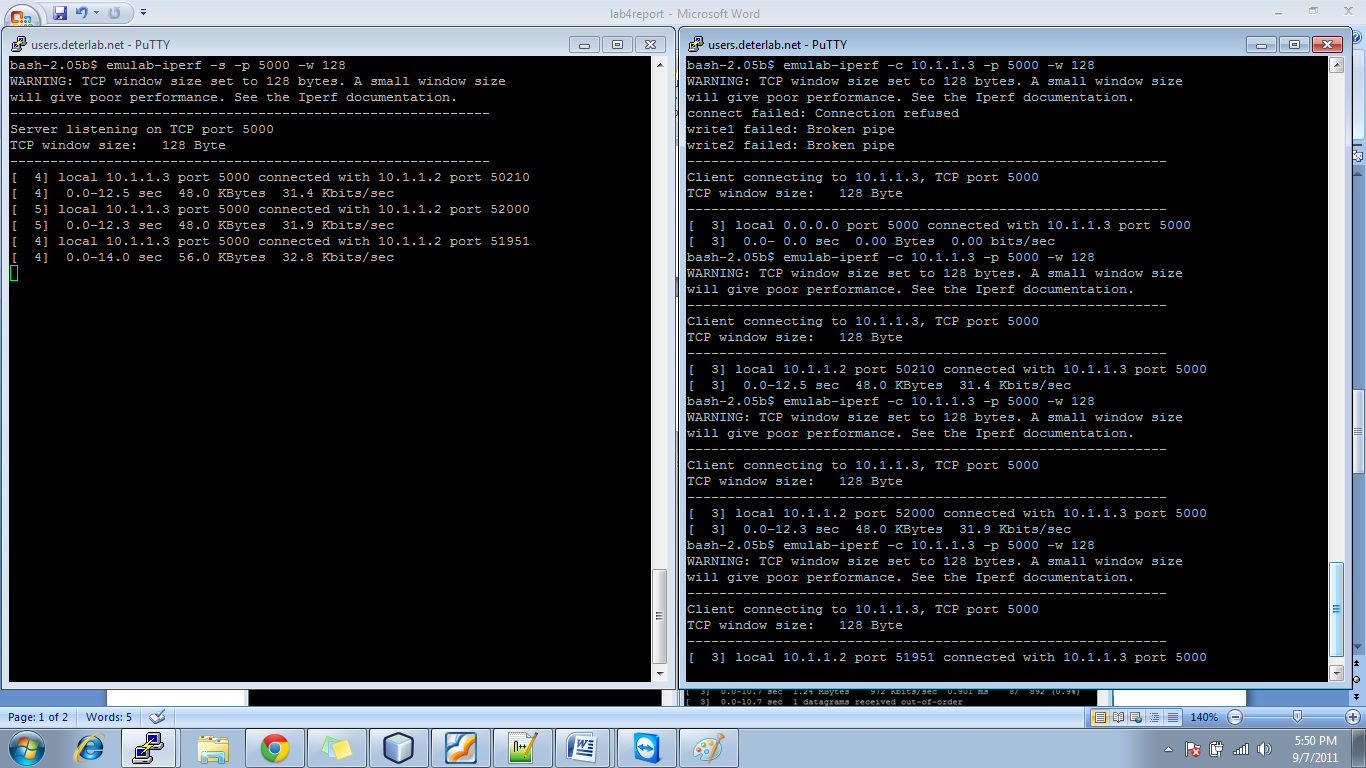 lab4report - Microsoft Word
users.deterlab.net - PuTTY
bash-2.05b$ emulab-iperf -s -p 5000 -w 128
WARNING: TCP window size set to 128 bytes. A small window size
will give poor performance. See the Iperf documentation.
------------------------------------------------------------
Server listening on TCP port 5000
TCP window size:   128 Byte
------------------------------------------------------------
[  4] local 10.1.1.3 port 5000 connected with 10.1.1.2 port 50210
[  4]  0.0-12.5 sec  48.0 KBytes  31.4 Kbits/sec
[  5] local 10.1.1.3 port 5000 connected with 10.1.1.2 port 52000
[  5]  0.0-12.3 sec  48.0 KBytes  31.9 Kbits/sec
[  4] local 10.1.1.3 port 5000 connected with 10.1.1.2 port 51951
[  4]  0.0-14.0 sec  56.0 KBytes  32.8 Kbits/sec
users.deterlab.net - PuTTY
bash-2.05b$ emulab-iperf -c 10.1.1.3 -p 5000 -w 128
WARNING: TCP window size set to 128 bytes. A small window size
will give poor performance. See the Iperf documentation.
connect failed: Connection refused
write1 failed: Broken pipe
write2 failed: Broken pipe
------------------------------------------------------------
Client connecting to 10.1.1.3, TCP port 5000
TCP window size:   128 Byte
------------------------------------------------------------
[  3] local 0.0.0.0 port 5000 connected with 10.1.1.3 port 5000
[  3]  0.0- 0.0 sec  0.00 Bytes  0.00 bits/sec
bash-2.05b$ emulab-iperf -c 10.1.1.3 -p 5000 -w 128
WARNING: TCP window size set to 128 bytes. A small window size
will give poor performance. See the Iperf documentation.
------------------------------------------------------------
Client connecting to 10.1.1.3, TCP port 5000
TCP window size:   128 Byte
------------------------------------------------------------
[  3] local 10.1.1.2 port 50210 connected with 10.1.1.3 port 5000
[  3]  0.0-12.5 sec  48.0 KBytes  31.4 Kbits/sec
bash-2.05b$ emulab-iperf -c 10.1.1.3 -p 5000 -w 128
WARNING: TCP window size set to 128 bytes. A small window size
will give poor performance. See the Iperf documentation.
------------------------------------------------------------
Client connecting to 10.1.1.3, TCP port 5000
TCP window size:   128 Byte
------------------------------------------------------------
[  3] local 10.1.1.2 port 52000 connected with 10.1.1.3 port 5000
[  3]  0.0-12.3 sec  48.0 KBytes  31.9 Kbits/sec
bash-2.05b$ emulab-iperf -c 10.1.1.3 -p 5000 -w 128
WARNING: TCP window size set to 128 bytes. A small window size
will give poor performance. See the Iperf documentation.
------------------------------------------------------------
Client connecting to 10.1.1.3, TCP port 5000
TCP window size:   128 Byte
------------------------------------------------------------
[  3] local 10.1.1.2 port 51951 connected with 10.1.1.3 port 5000
[  3]  0.0-10.7 sec  1.24 MBytes   972 Kbits/sec  0.901 ms    8/  892 (0.9%)
[  3]  0.0-10.7 sec  1 datagrams received out-of-order
Page: 1 of 2  Words: 5
140%
5:50 PM
9/7/2011